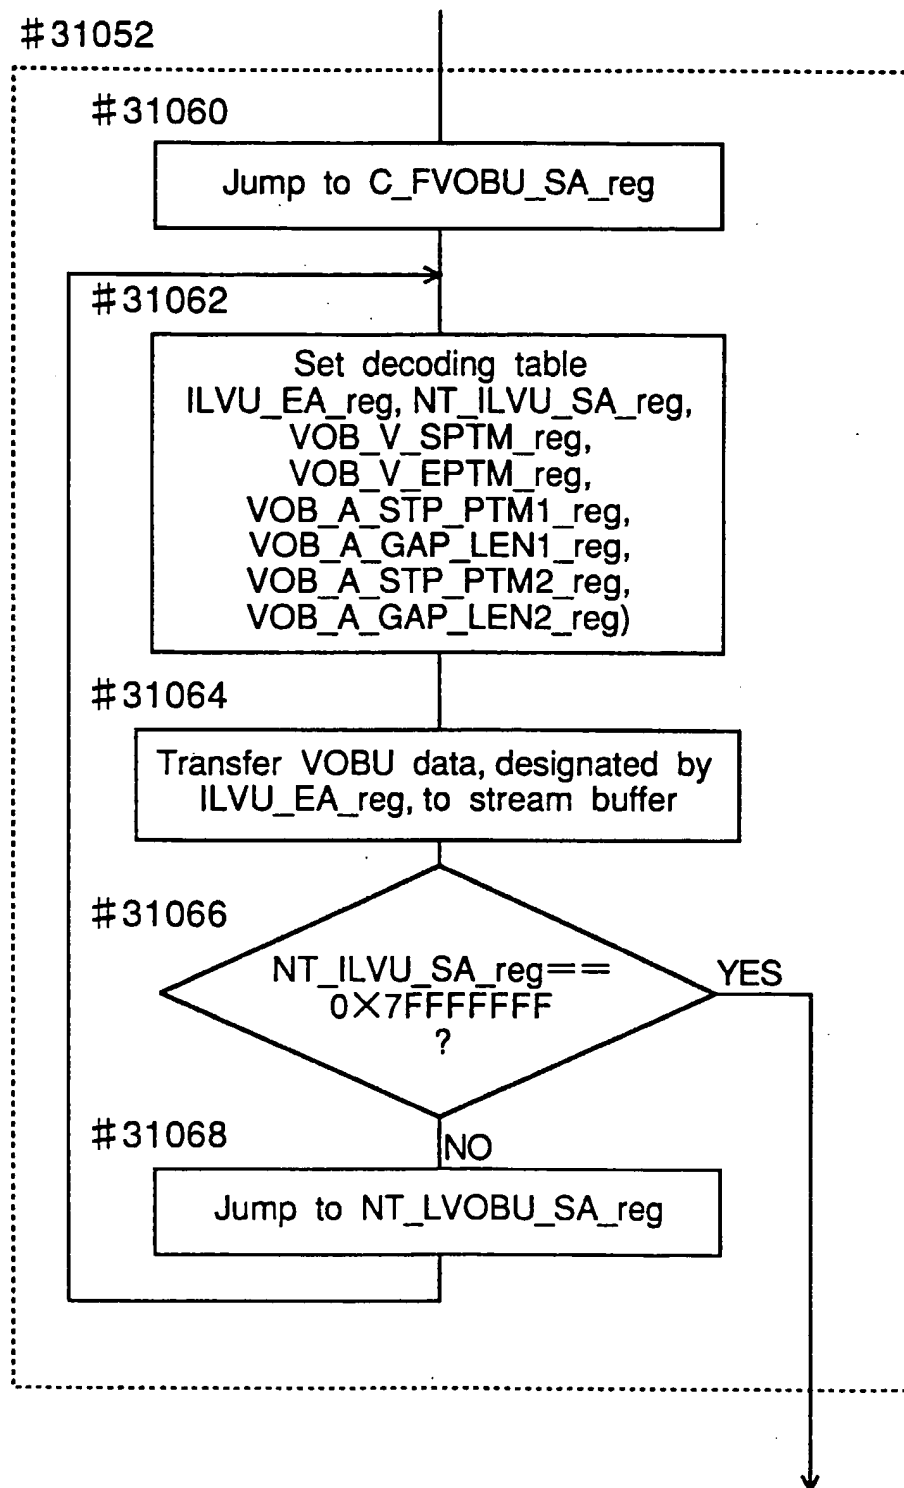 #31052
#31060
Jump to C_FVOBU_SA_reg
#31062
Set decoding table
ILVU_EA_reg, NT_ILVU_SA_reg,
VOB_V_SPTM_reg,
VOB_V_EPTM_reg,
VOB_A_STP_PTM1_reg,
VOB_A_GAP_LEN1_reg,
VOB_A_STP_PTM2_reg,
VOB_A_GAP_LEN2_reg)
#31064
Transfer VOBU data, designated by
ILVU_EA_reg, to stream buffer
#31066
NT_ILVU_SA_reg==
0X7FFFFFFF
?
YES
#31068
NO
Jump to NT_LVOBU_SA_reg